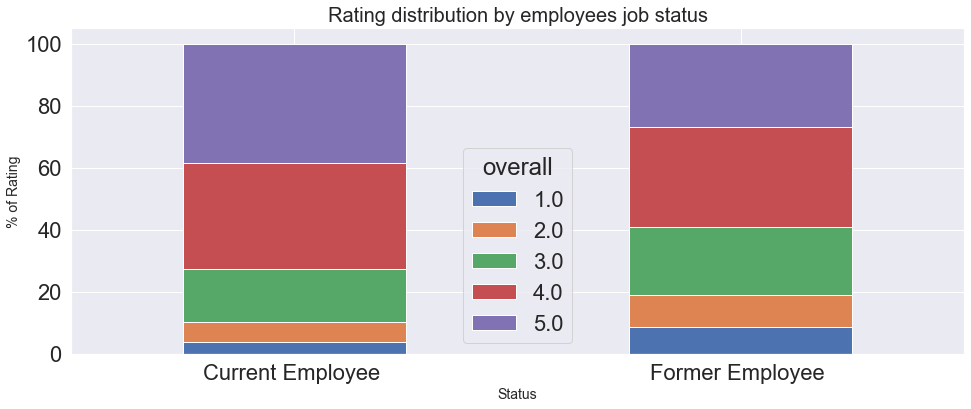 Rating distribution by employees job status
100
80
60
40
20
0
% of Rating
overall
1.0
2.0
3.0
4.0
5.0
Current Employee
Former Employee
Status